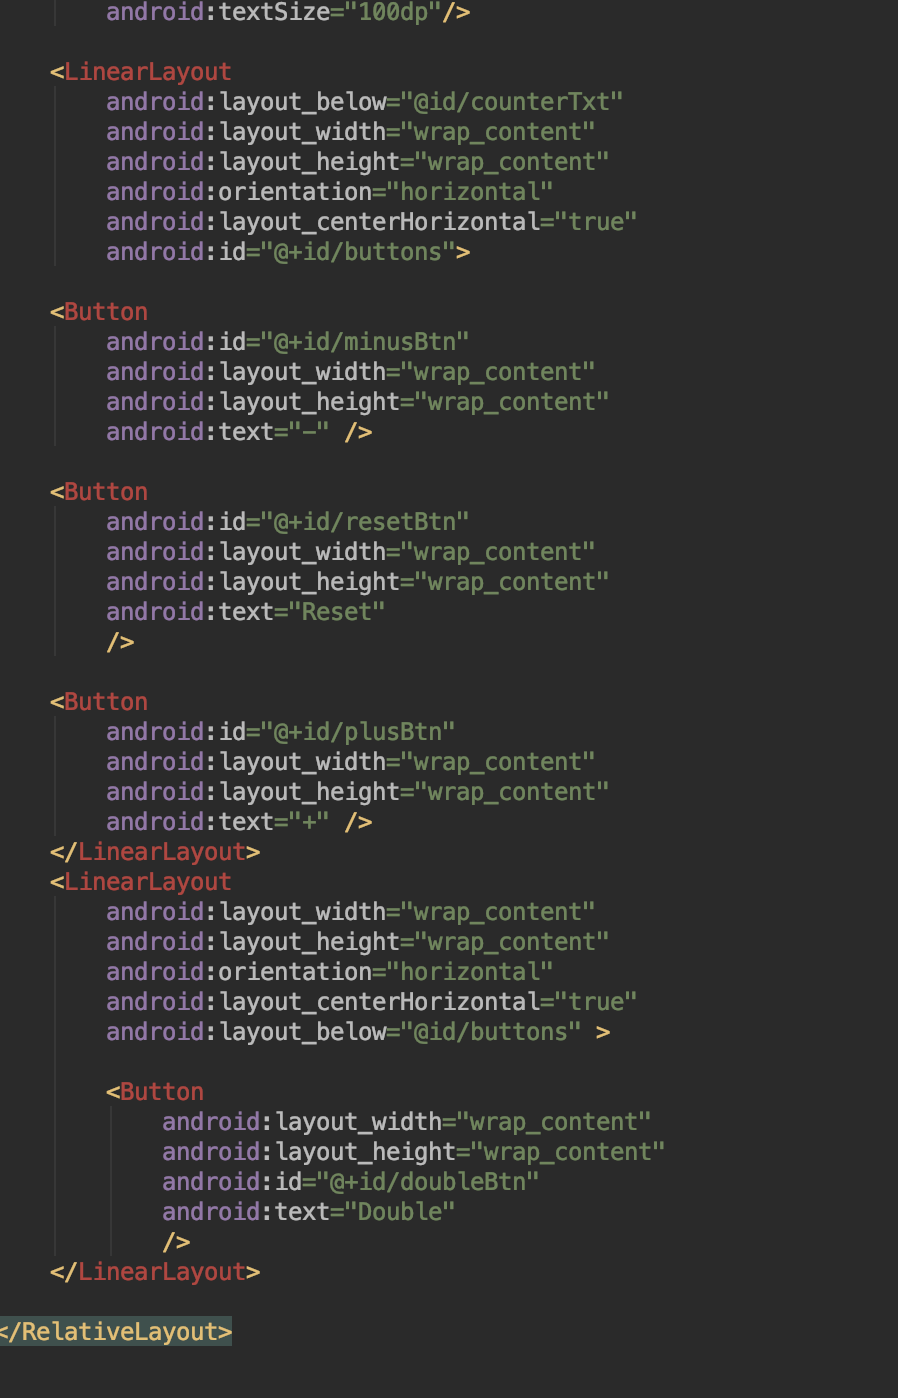 android:textSize="100dp"/>
<LinearLayout
android:layout_below="@id/counterTxt"
android:layout_width="wrap_content"
android:layout_height="wrap_content"
android:orientation="horizontal"
android:layout_centerHorizontal="true"
android:id="@+id/buttons">
<Button
android:id="@+id/minusBtn"
android:layout_width="wrap_content"
android:layout_height="wrap_content"
android:text="-" />
<Button
android:id="@+id/resetBtn"
android:layout_width="wrap_content"
android:layout_height="wrap_content"
android:text="Reset"
/>
<Button
android:id="@+id/plusBtn"
android:layout_width="wrap_content"
android:layout_height="wrap_content"
android:text="+" />
</LinearLayout>
<LinearLayout
android:layout_width="wrap_content"
android:layout_height="wrap_content"
android:orientation="horizontal"
android:layout_centerHorizontal="true"
android:layout_below="@id/buttons" >
<Button
android:layout_width="wrap_content"
android:layout_height="wrap_content"
android:id="@+id/doubleBtn"
android:text="Double"
/>
</LinearLayout>
</RelativeLayout>